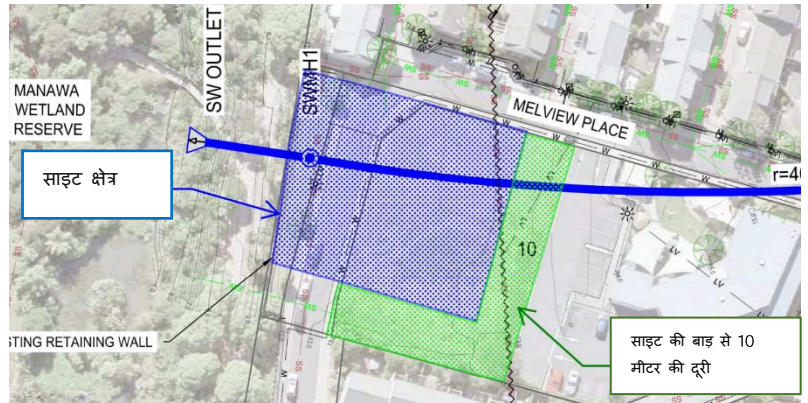 MANAWA
WETLAND
RESERVE
SW OUTLET
SWMH1
MELVIEW PLACE
r=40
साइट क्षेत्र
10
STING RETAINING WALL
साइट की बाड़ से 10
मीटर की दूरी